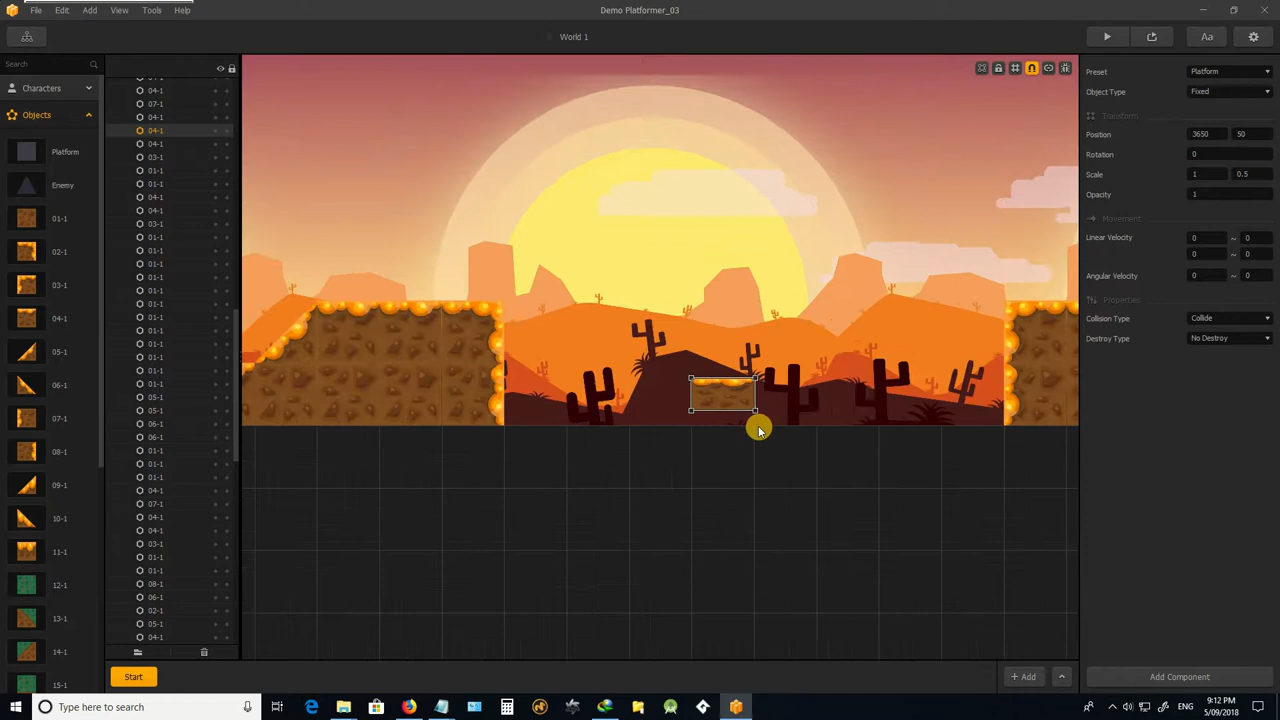 File Edit Add View Tools Help
Demo Platformer_03
World 1
Aa
Search
Characters
Objects
Platform
Enemy
01-1
02-1
03-1
04-1
05-1
06-1
07-1
08-1
09-1
10-1
11-1
12-1
13-1
14-1
15-1
04-1
07-1
04-1
04-1
04-1
03-1
01-1
01-1
04-1
04-1
03-1
01-1
01-1
01-1
01-1
01-1
01-1
01-1
01-1
01-1
01-1
01-1
05-1
05-1
06-1
06-1
01-1
01-1
01-1
04-1
07-1
04-1
04-1
03-1
01-1
01-1
08-1
06-1
02-1
05-1
04-1
Preset Platform
Object Type Fixed
Transform
Position 3650 50
Rotation 0
Scale 1 0.5
Opacity 1
Movement
Linear Velocity 0 ~ 0
0 ~ 0
Angular Velocity 0 ~ 0
Properties
Collision Type Collide
Destroy Type No Destroy
Start
+ Add
Add Component
Type here to search
ENG
9:12 PM
5/09/2018